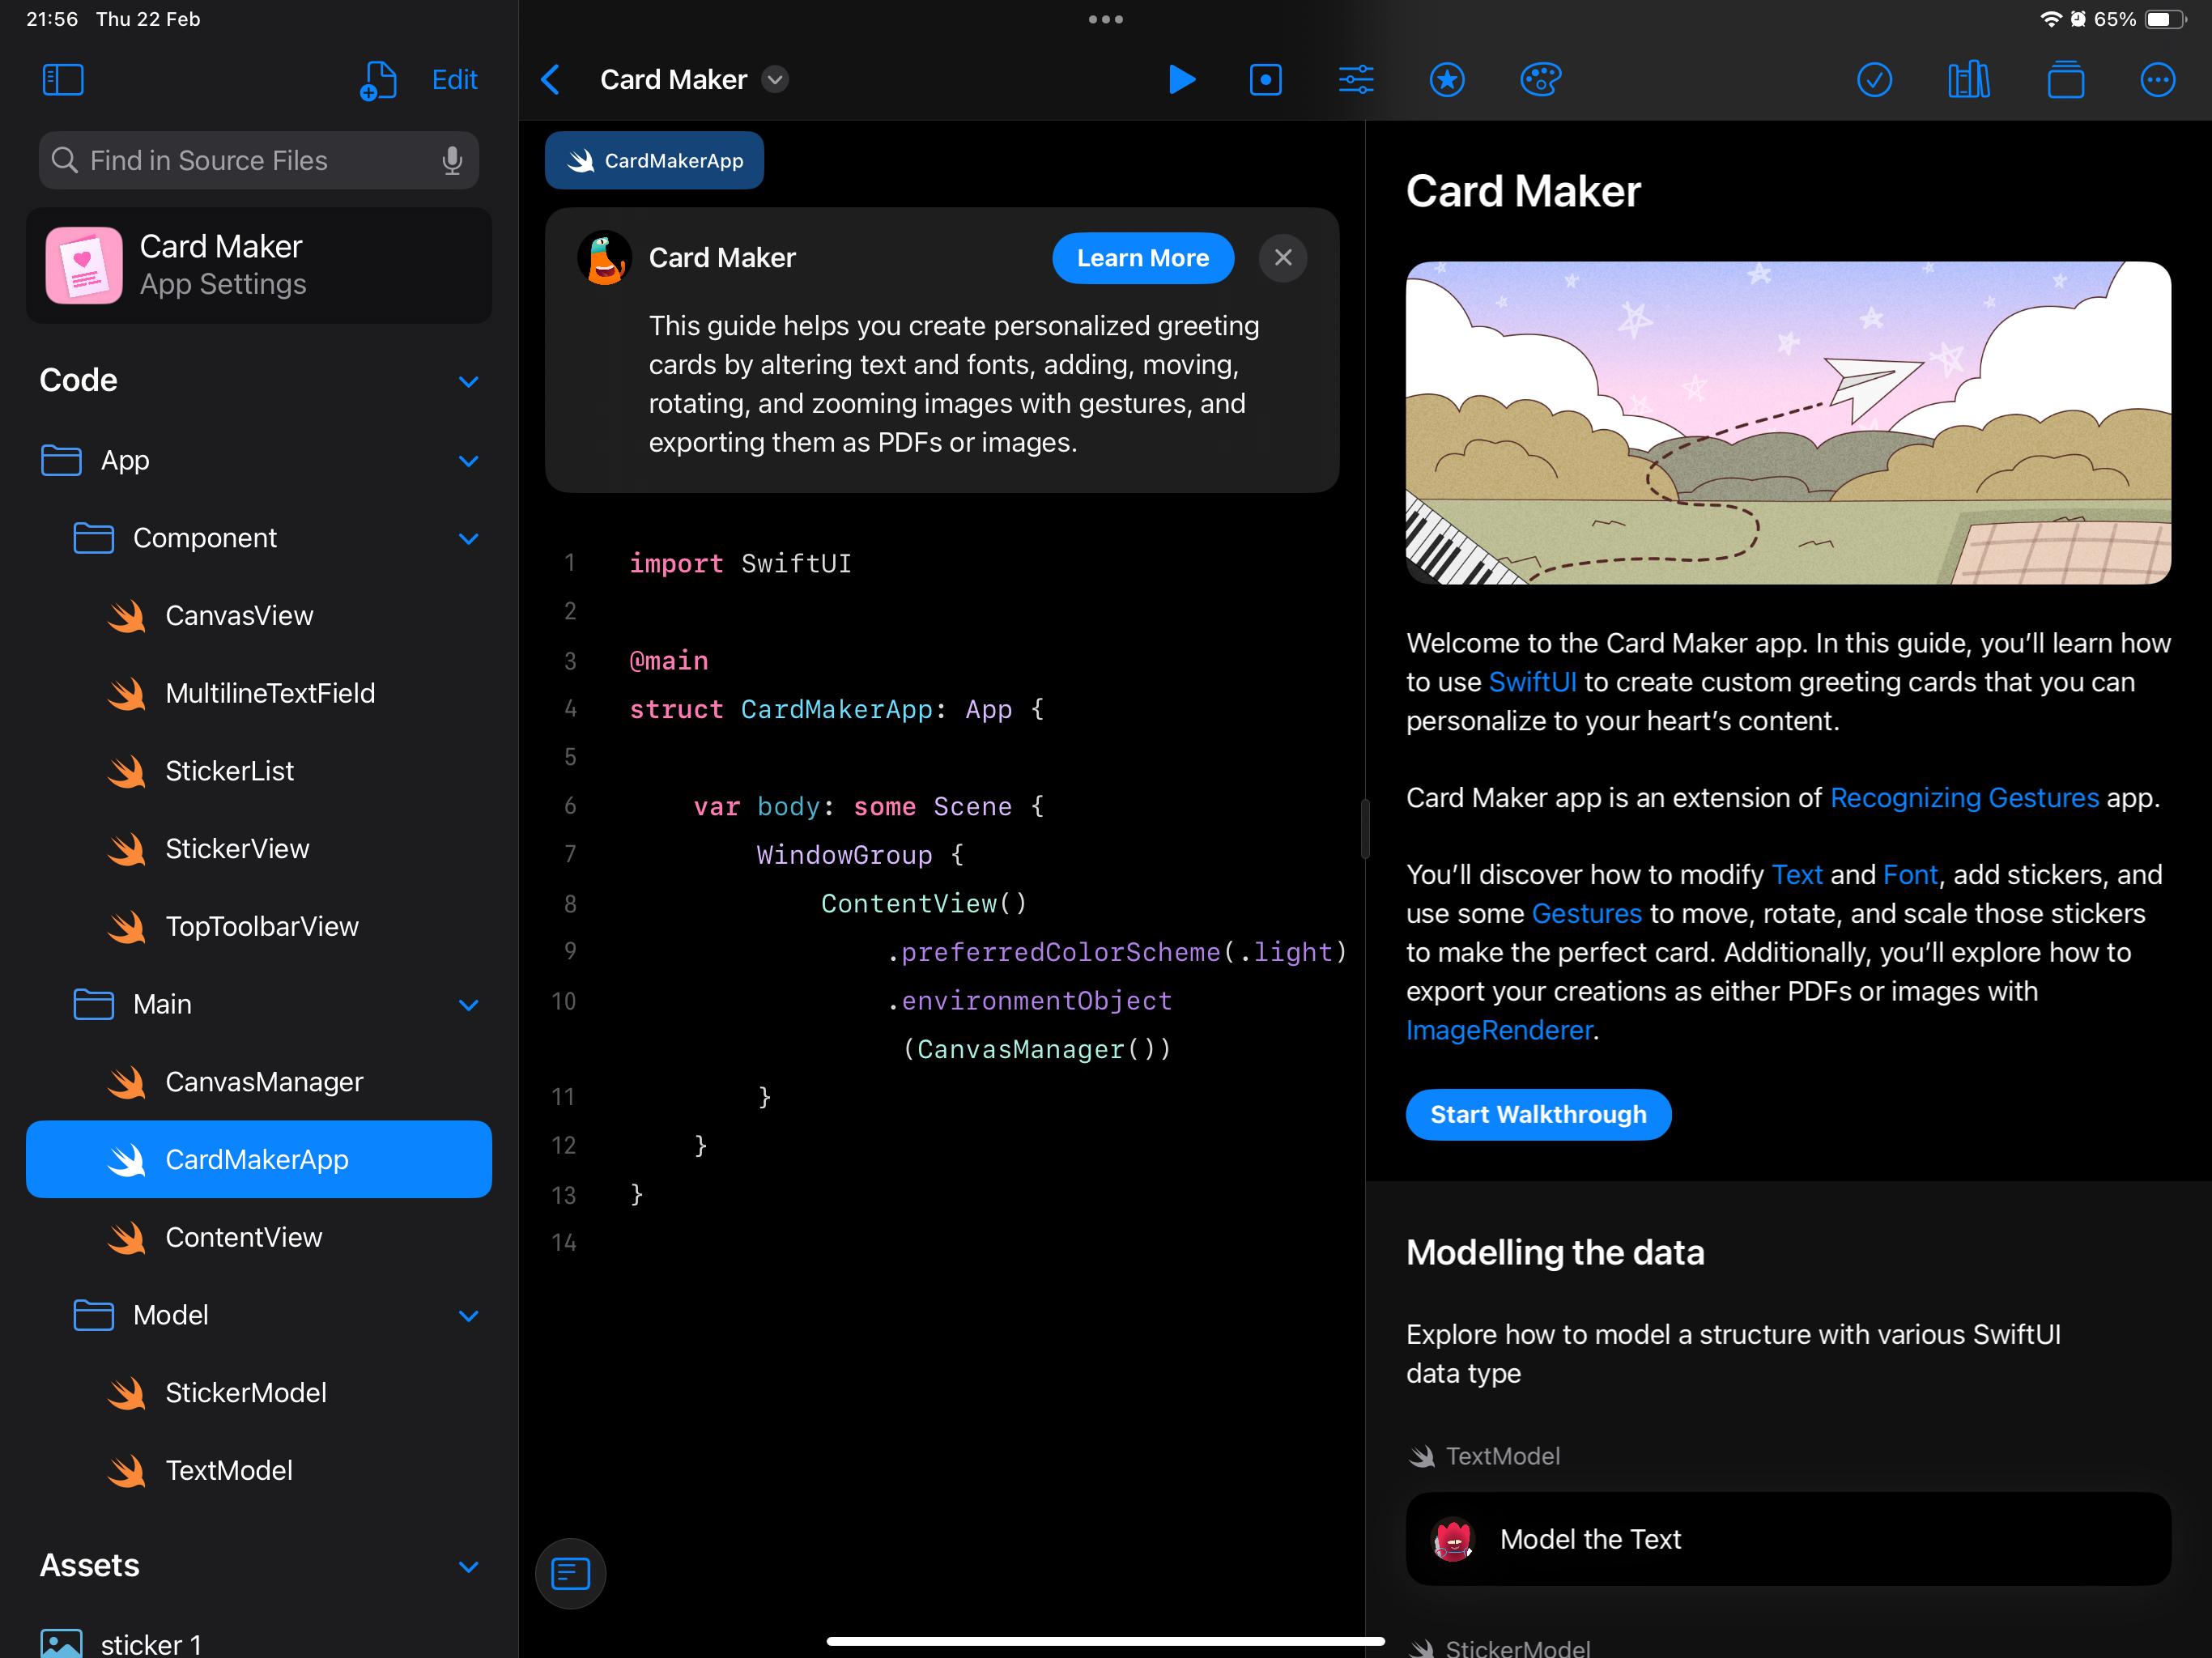 21:56 Thu 22 Feb
65%
Edit
Find in Source Files
Card Maker
App Settings
Code
App
Component
CanvasView
MultilineTextField
StickerList
StickerView
TopToolbarView
Main
CanvasManager
CardMakerApp
ContentView
Model
StickerModel
TextModel
Assets
sticker 1
Card Maker
CardMakerApp
Card Maker
Learn More
This guide helps you create personalized greeting
cards by altering text and fonts, adding, moving,
rotating, and zooming images with gestures, and
exporting them as PDFs or images.
1 import SwiftUI
2
3 @main
4 struct CardMakerApp: App {
5
6 var body: some Scene {
7 WindowGroup {
8 ContentView()
9 .preferredColorScheme(.light)
10 .environmentObject
(CanvasManager())
11 }
12 }
13 }
14
Card Maker
Welcome to the Card Maker app. In this guide, you’ll learn how
to use SwiftUI to create custom greeting cards that you can
personalize to your heart’s content.
Card Maker app is an extension of Recognizing Gestures app.
You’ll discover how to modify Text and Font, add stickers, and
use some Gestures to move, rotate, and scale those stickers
to make the perfect card. Additionally, you’ll explore how to
export your creations as either PDFs or images with
ImageRenderer.
Start Walkthrough
Modelling the data
Explore how to model a structure with various SwiftUI
data type
TextModel
Model the Text
StickerModel